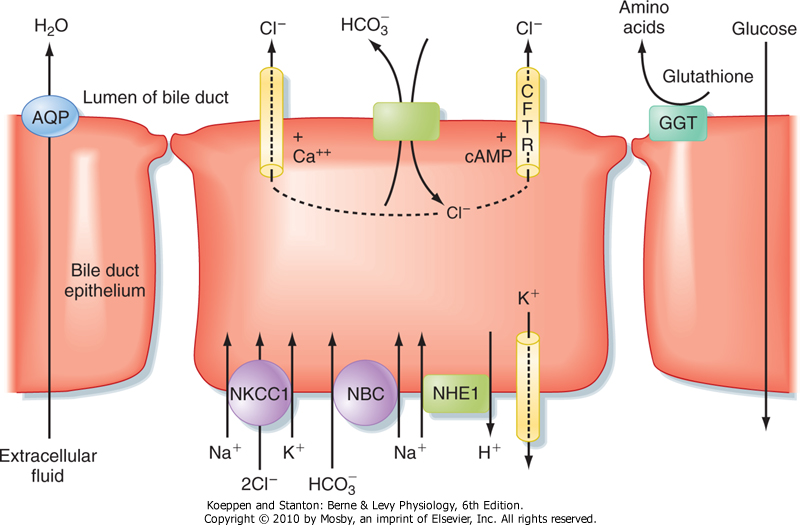 H₂O
Cl⁻
HCO₃⁻
Cl⁻
Amino
acids
Glucose
Glutathione
Lumen of bile duct
AQP
CFTR
GGT
+
Ca⁺⁺
+
cAMP
Cl⁻
Bile duct
epithelium
K⁺
NKCC1
NBC
NHE1
Na⁺
K⁺
Na⁺
H⁺
Extracellular
fluid
2Cl⁻
HCO₃⁻
Koeppen and Stanton: Berne & Levy Physiology, 6th Edition.
Copyright © 2010 by Mosby, an imprint of Elsevier, Inc. All rights reserved.